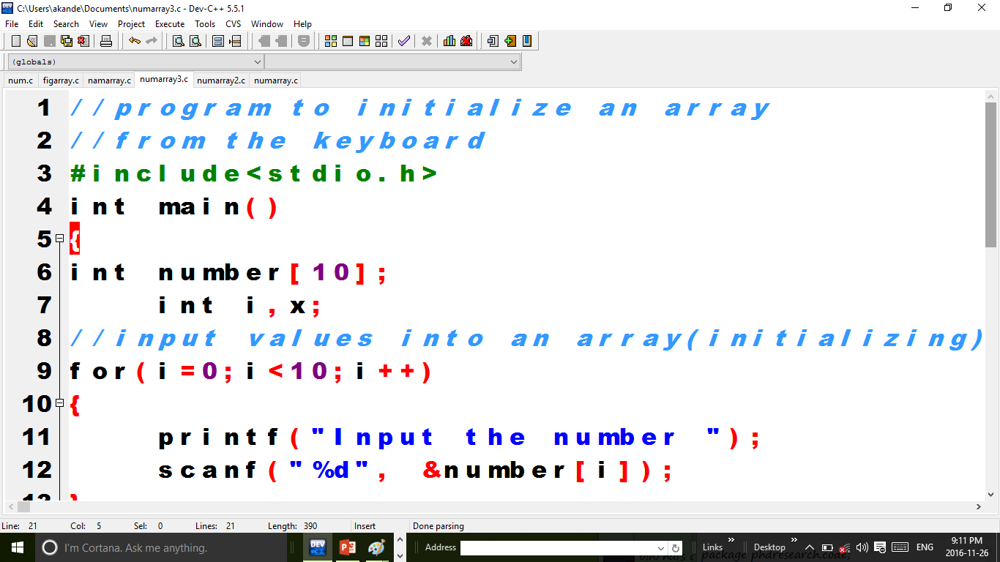 C:\Users\akande\Documents\numarray3.c - Dev-C++ 5.5.1
File Edit Search View Project Execute Tools CVS Window Help
(globals)
num.c figarray.c namarray.c numarray3.c numarray2.c numarray.c
1 //program to initialize an array
2 //from the keyboard
3 #include<stdio.h>
4 int main()
5 {
6 int number[10];
7 int i,x;
8 //input values into an array(initializing)
9 for(i=0;i<10;i++)
10 {
11 printf("Input the number ");
12 scanf("%d", &number[i]);
13 }
Line: 21 Col: 5 Sel: 0 Lines: 21 Length: 390 Insert Done parsing
I'm Cortana. Ask me anything. DEV Address Links » Desktop » ENG 9:11 PM
2016-11-26
package phdresearch.code;